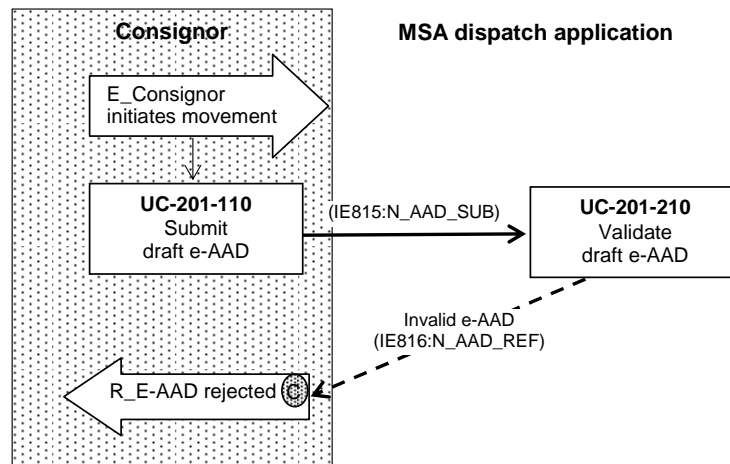 Consignor
MSA dispatch application
E_Consignor
initiates movement
UC-201-110
Submit
draft e-AAD
(IE815:N_AAD_SUB)
UC-201-210
Validate
draft e-AAD
Invalid e-AAD
(IE816:N_AAD_REF)
R_E-AAD rejected
C